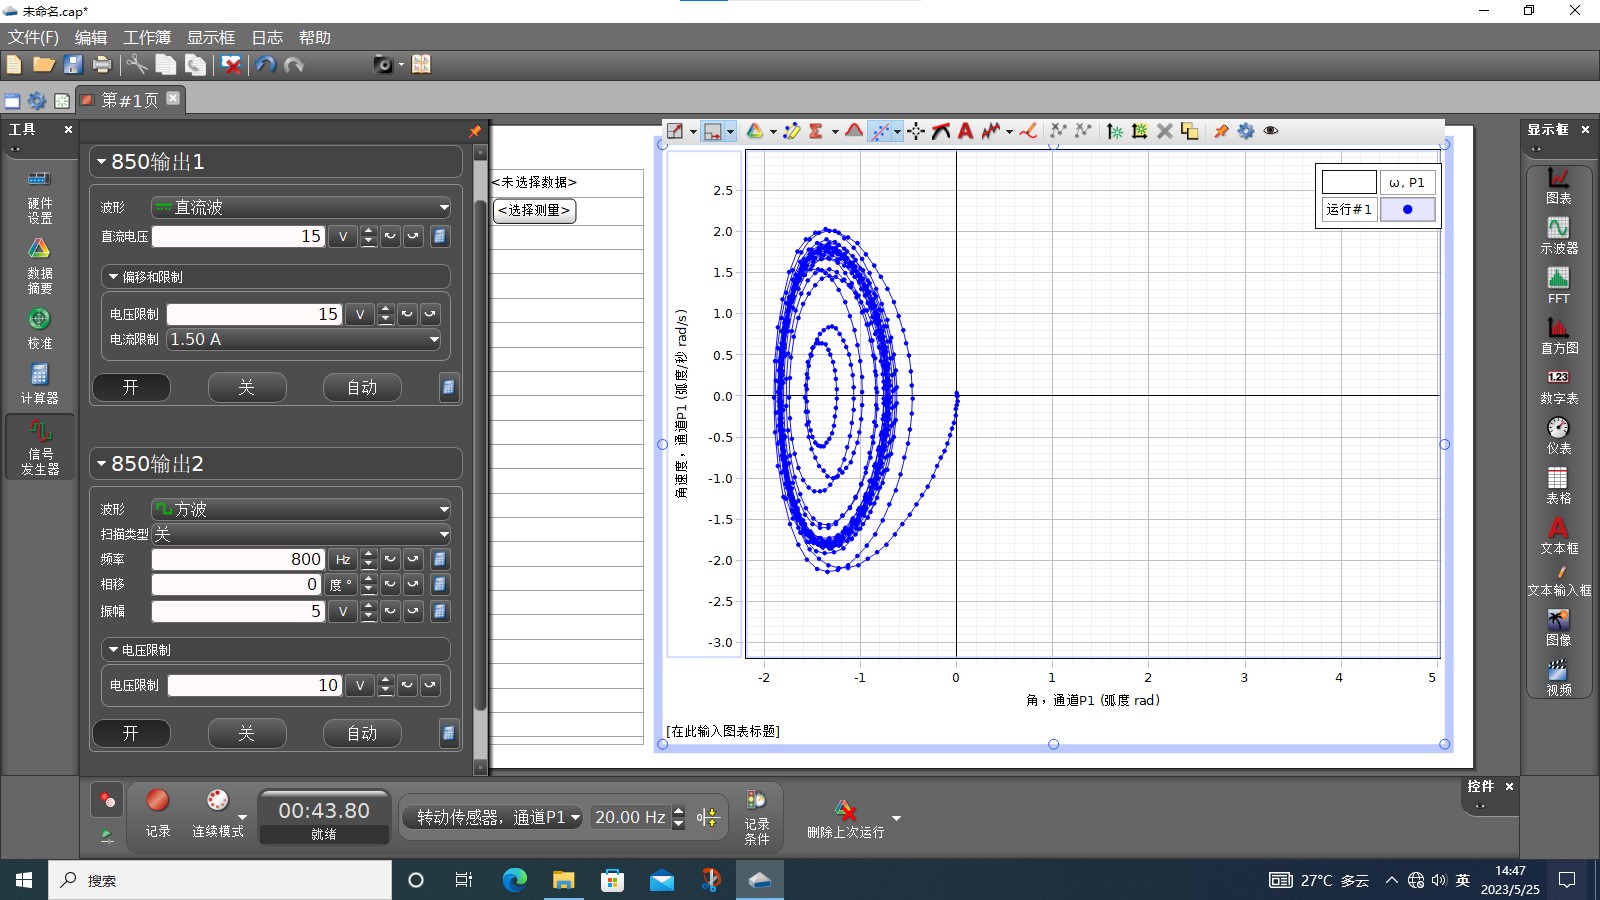 未命名.cap*
文件(F) 编辑 工作簿 显示框 日志 帮助
第#1页
工具
硬件
设置
数据
摘要
校准
计算器
信号
发生器
850输出1
波形 直流波
直流电压 15 V
偏移和限制
电压限制 15 V
电流限制 1.50 A
开 关 自动
850输出2
波形 方波
扫描类型 关
频率 800 Hz
相移 0 度 °
振幅 5 V
电压限制
电压限制 10 V
开 关 自动
<未选择数据>
<选择测量>
ω, P1
运行#1
2.5
2.0
1.5
1.0
0.5
0.0
-0.5
-1.0
-1.5
-2.0
-2.5
-3.0
角速度，通道P1 (弧度/秒 rad/s)
-2 -1 0 1 2 3 4 5
角，通道P1 (弧度 rad)
[在此输入图表标题]
显示框
图表
示波器
FFT
直方图
1.23
数字表
仪表
表格
A
文本框
文本输入框
图像
视频
控件
记录
连续模式
00:43.80
就绪
转动传感器，通道P1
20.00 Hz
记录
条件
删除上次运行
搜索
27°C 多云
英
14:47
2023/5/25